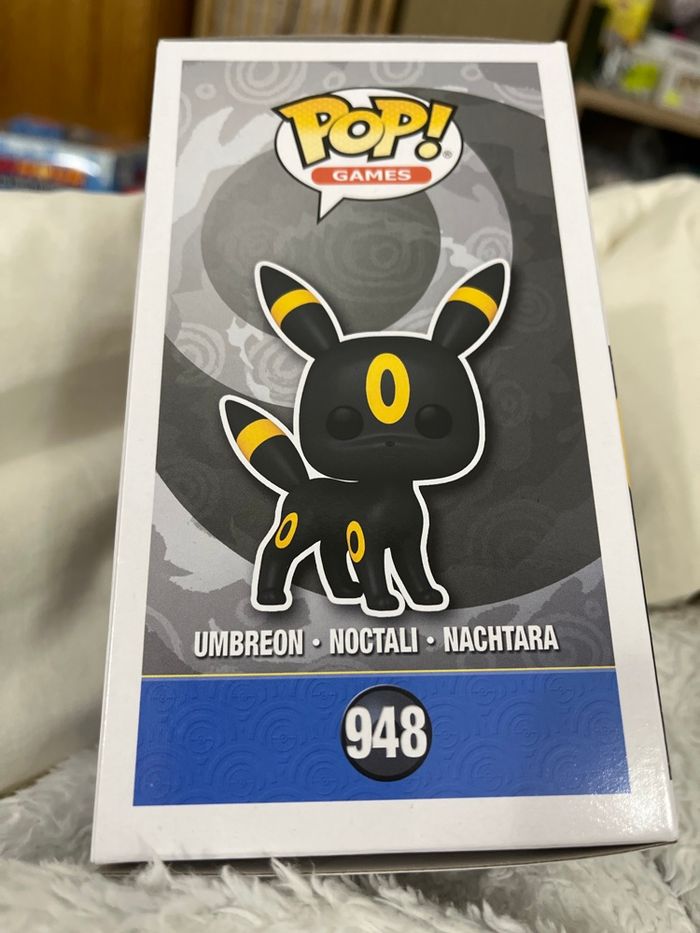 POP!®
GAMES
UMBREON • NOCTALI • NACHTARA
948